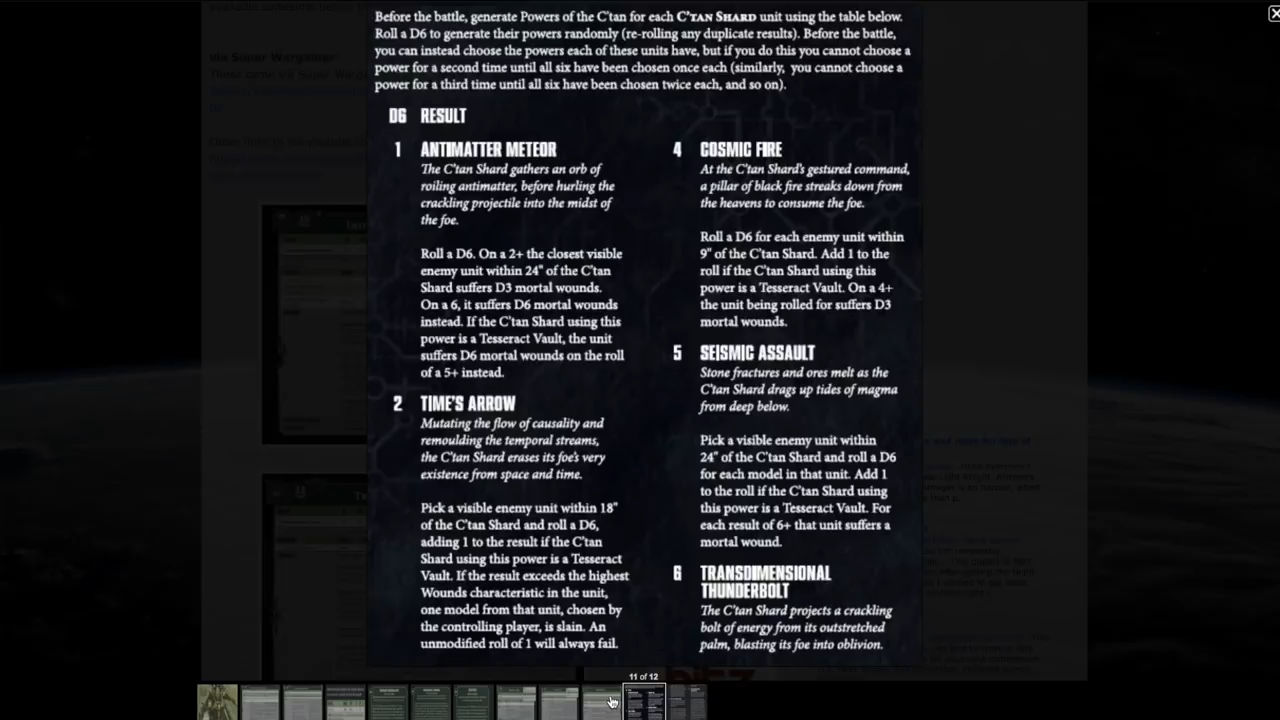 Before the battle, generate Powers of the C'tan for each C'TAN SHARD unit using the table below.
Roll a D6 to generate their powers randomly (re-rolling any duplicate results). Before the battle,
you can instead choose the powers each of these units have, but if you do this you cannot choose a
power for a second time until all six have been chosen once each (similarly, you cannot choose a
power for a third time until all six have been chosen twice each, and so on).
D6 RESULT
1 ANTIMATTER METEOR
The C'tan Shard gathers an orb of
roiling antimatter, before hurling the
crackling projectile into the midst of
the foe.
Roll a D6. On a 2+ the closest visible
enemy unit within 24" of the C'tan
Shard suffers D3 mortal wounds.
On a 6, it suffers D6 mortal wounds
instead. If the C'tan Shard using this
power is a Tesseract Vault, the unit
suffers D6 mortal wounds on the roll
of a 5+ instead.
2 TIME'S ARROW
Mutating the flow of causality and
remoulding the temporal streams,
the C'tan Shard erases its foe's very
existence from space and time.
Pick a visible enemy unit within 18"
of the C'tan Shard and roll a D6,
adding 1 to the result if the C'tan
Shard using this power is a Tesseract
Vault. If the result exceeds the highest
Wounds characteristic in the unit,
one model from that unit, chosen by
the controlling player, is slain. An
unmodified roll of 1 will always fail.
4 COSMIC FIRE
At the C'tan Shard's gestured command,
a pillar of black fire streaks down from
the heavens to consume the foe.
Roll a D6 for each enemy unit within
9" of the C'tan Shard. Add 1 to the
roll if the C'tan Shard using this
power is a Tesseract Vault. On a 4+
the unit being rolled for suffers D3
mortal wounds.
5 SEISMIC ASSAULT
Stone fractures and ores melt as the
C'tan Shard drags up tides of magma
from deep below.
Pick a visible enemy unit within
24" of the C'tan Shard and roll a D6
for each model in that unit. Add 1
to the roll if the C'tan Shard using
this power is a Tesseract Vault. For
each result of 6+ that unit suffers a
mortal wound.
6 TRANSDIMENSIONAL
THUNDERBOLT
The C'tan Shard projects a crackling
bolt of energy from its outstretched
palm, blasting its foe into oblivion.
11 of 12